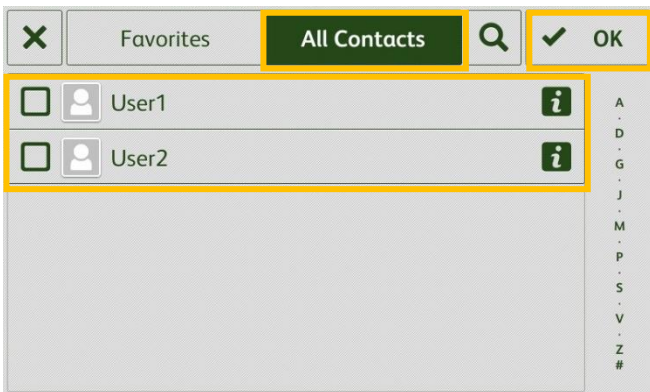 Favorites All Contacts OK
User1 i
User2 i
A
.
D
.
G
.
J
.
M
.
P
.
S
.
V
.
Z
#